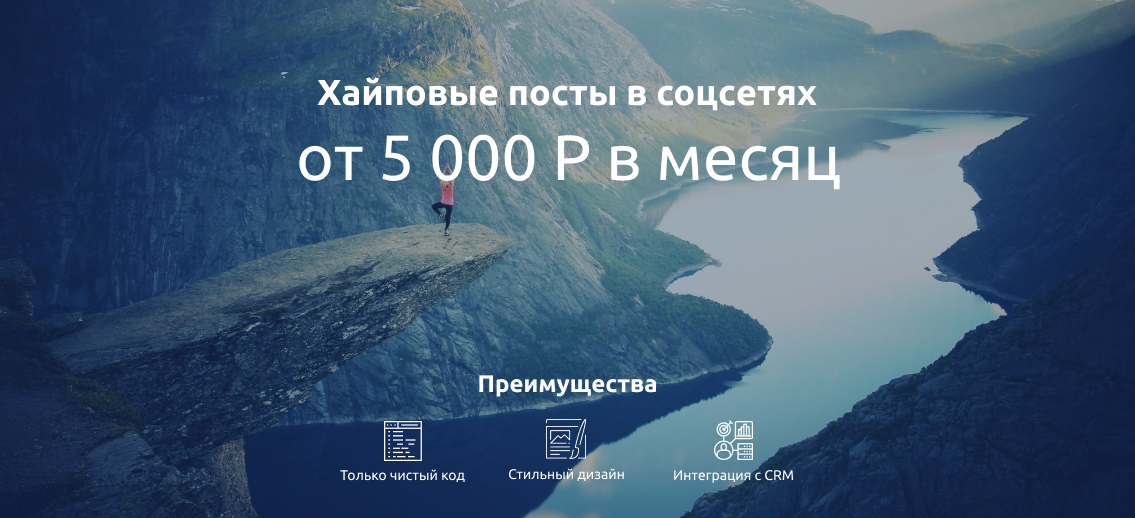 Хайповые посты в соцсетях
от 5 000 Р в месяц
Преимущества
Только чистый код
Стильный дизайн
Интеграция с CRM